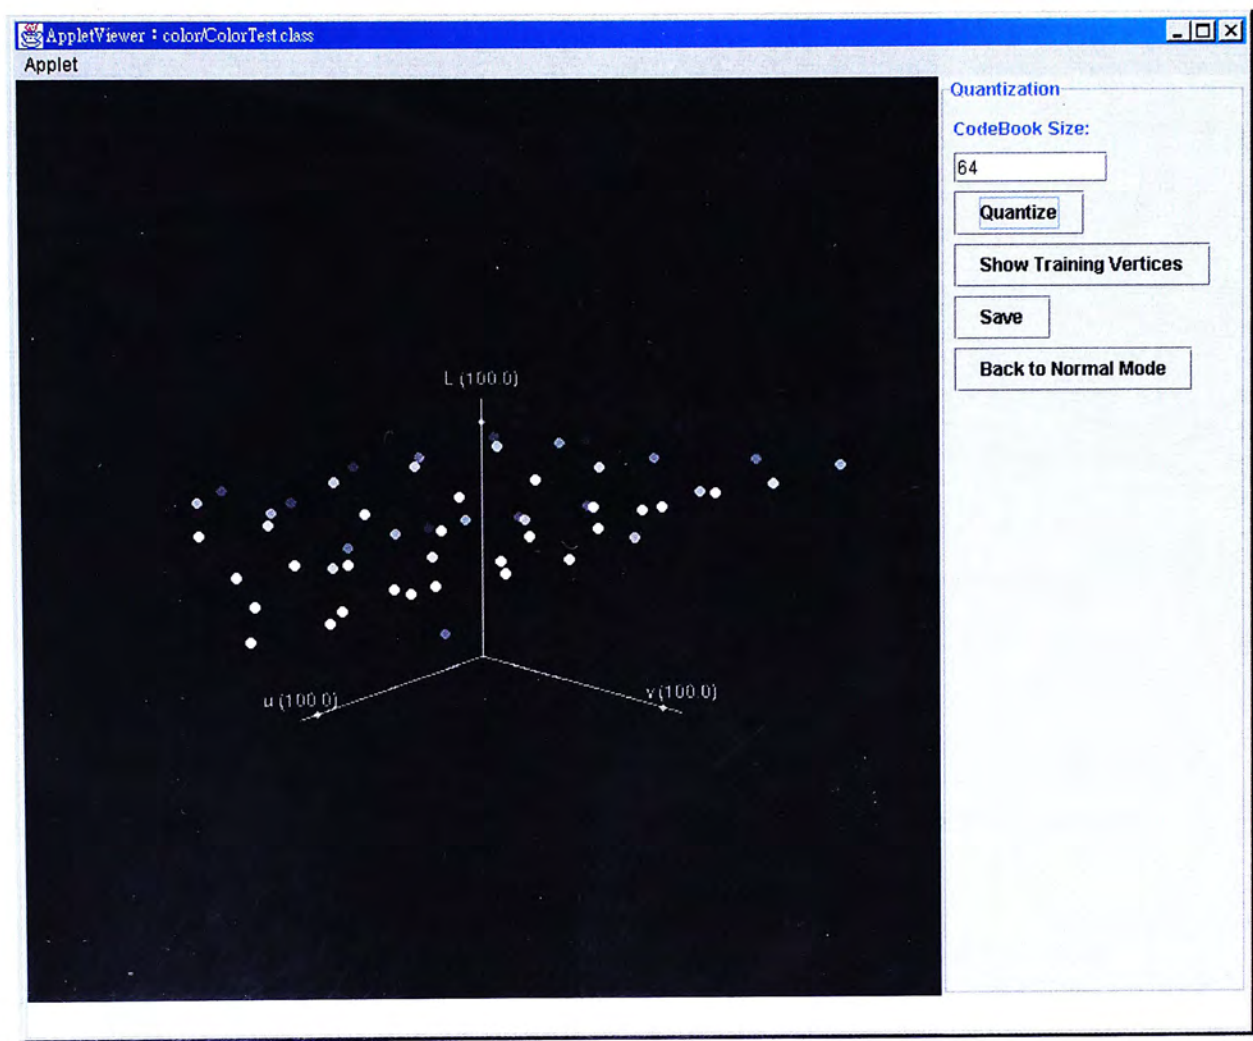 AppletViewer：color/ColorTest.class
Applet
Quantization
CodeBook Size:
64
Quantize
Show Training Vertices
Save
Back to Normal Mode
L (100.0)
u (100.0)
v (100.0)